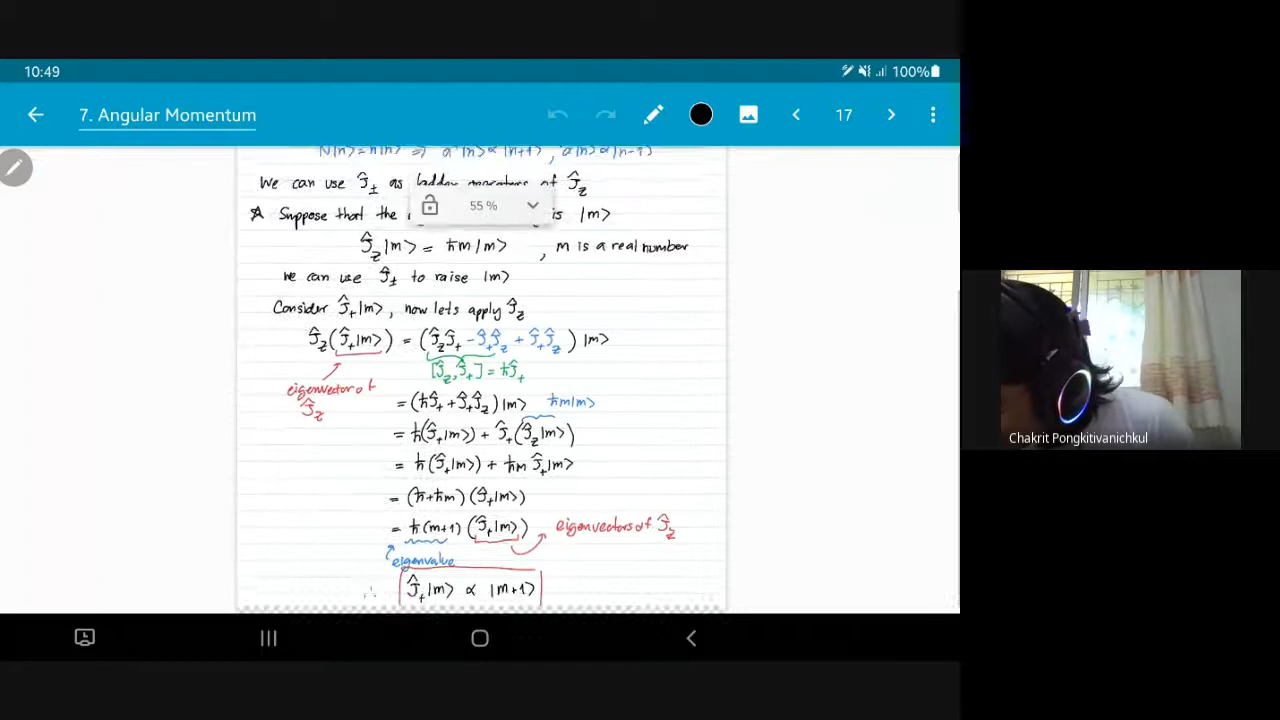 10:49
100%
7. Angular Momentum
17
N|n⟩=n|n⟩ ⇒ a⁺|n⟩∝|n+1⟩, a|n⟩∝|n-1⟩
We can use Ĵ± as ladder operators of Ĵz
55 %
Suppose that the is |m⟩
Ĵz|m⟩ = ħm|m⟩ , m is a real number
We can use Ĵ± to raise |m⟩
Consider Ĵ+|m⟩, now lets apply Ĵz
Ĵz(Ĵ+|m⟩) = (ĴzĴ+ - Ĵ+Ĵz + Ĵ+Ĵz) |m⟩
[Ĵz,Ĵ+] = ħĴ+
eigenvector of
Ĵz
= (ħĴ+ + Ĵ+Ĵz)|m⟩ ħm|m⟩
= ħ(Ĵ+|m⟩) + Ĵ+(Ĵz|m⟩)
= ħ(Ĵ+|m⟩) + ħm Ĵ+|m⟩
= (ħ+ħm)(Ĵ+|m⟩)
= ħ(m+1)(Ĵ+|m⟩) eigenvectors of Ĵz
eigenvalue
Ĵ+|m⟩ ∝ |m+1⟩
Chakrit Pongkitivanichkul